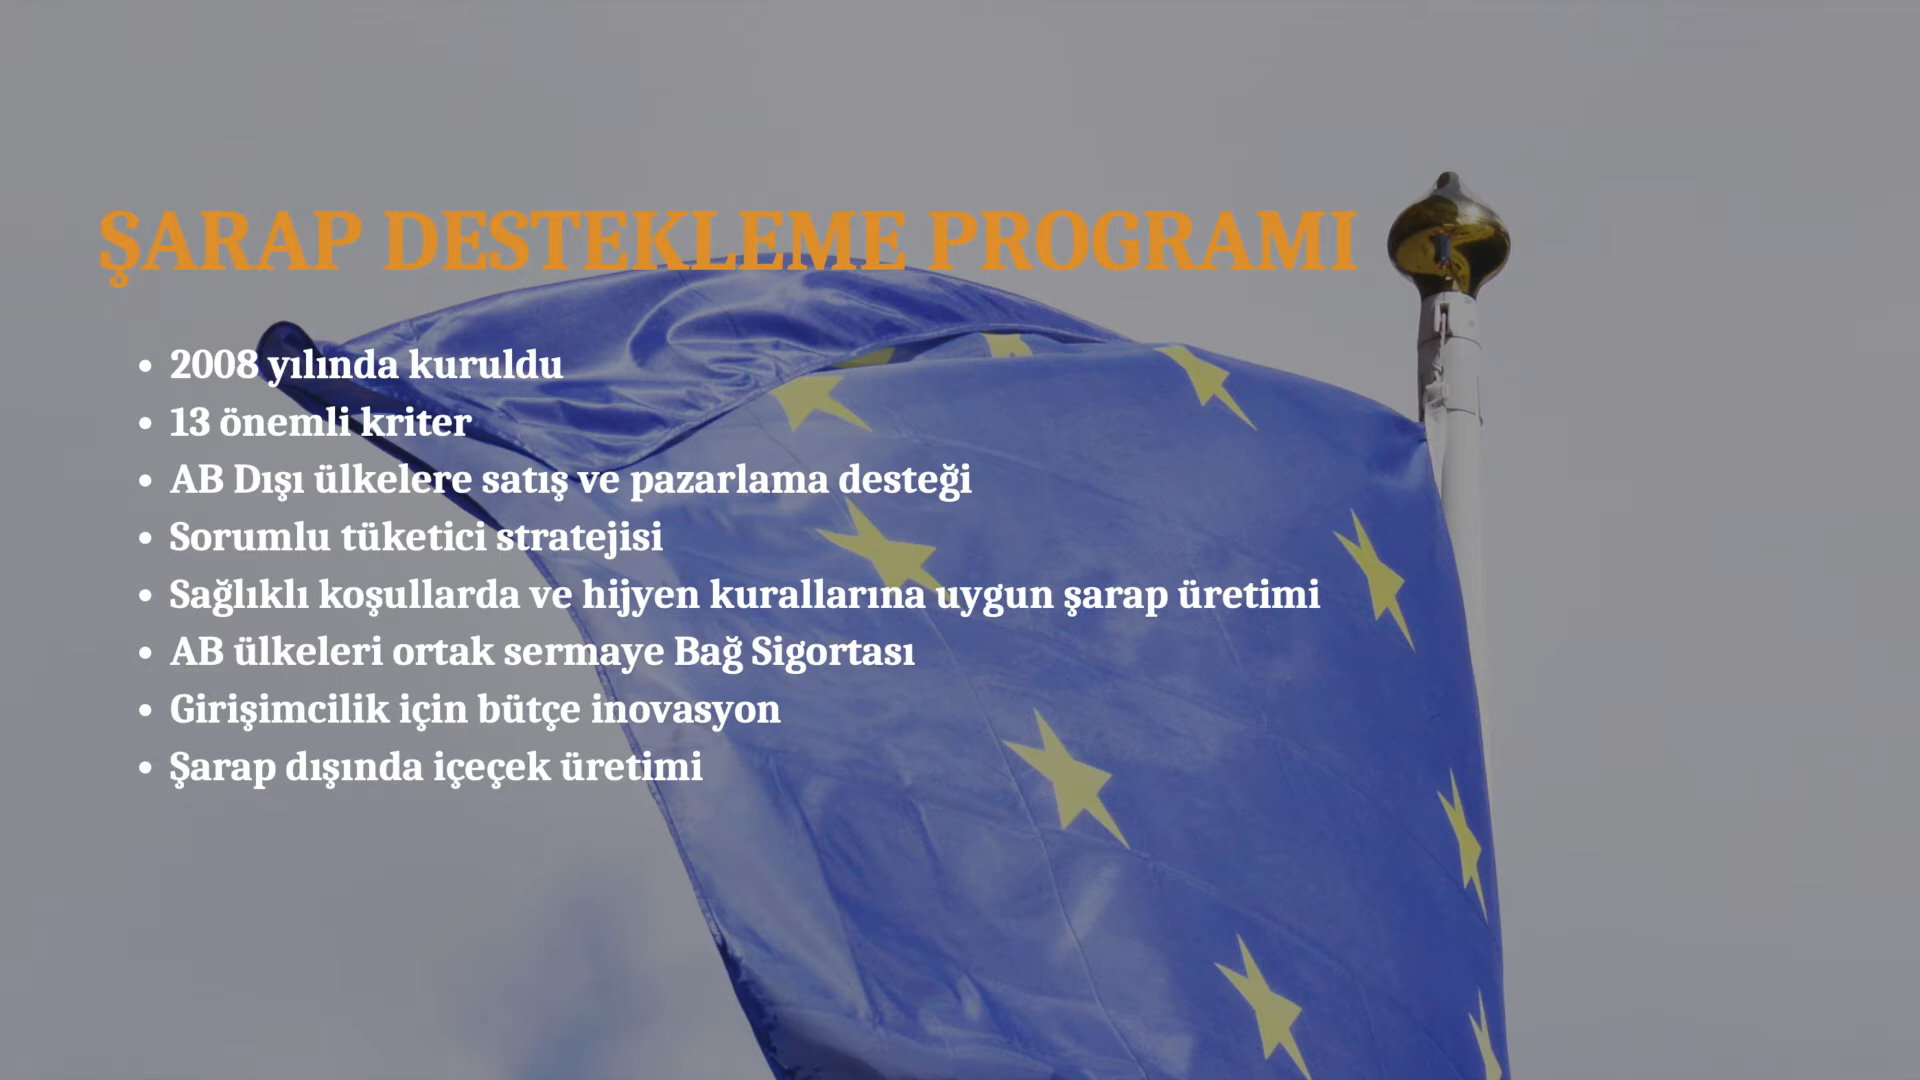 ŞARAP DESTEKLEME PROGRAMI
• 2008 yılında kuruldu
• 13 önemli kriter
• AB Dışı ülkelere satış ve pazarlama desteği
• Sorumlu tüketici stratejisi
• Sağlıklı koşullarda ve hijyen kurallarına uygun şarap üretimi
• AB ülkeleri ortak sermaye Bağ Sigortası
• Girişimcilik için bütçe inovasyon
• Şarap dışında içeçek üretimi